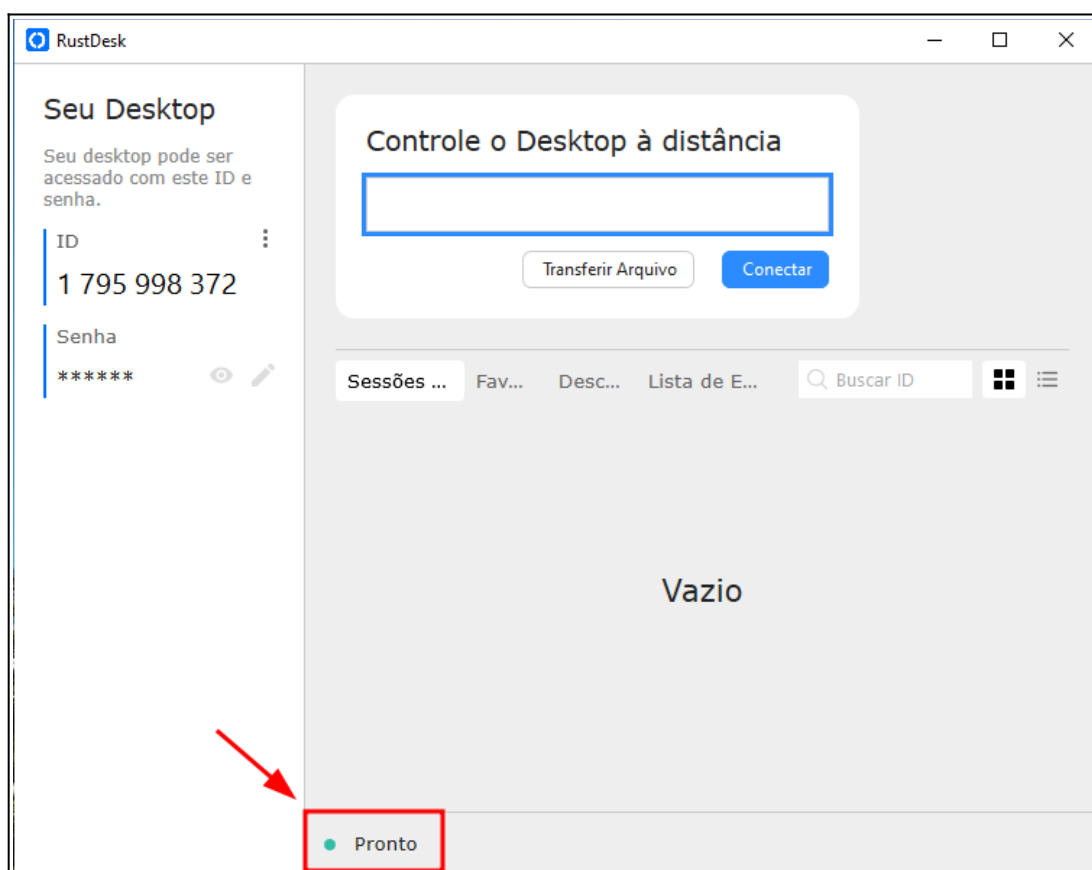 RustDesk
Seu Desktop
Seu desktop pode ser
acessado com este ID e
senha.
ID
1 795 998 372
Senha
******
Controle o Desktop à distância
Transferir Arquivo
Conectar
Sessões ...
Fav...
Desc...
Lista de E...
Buscar ID
Vazio
Pronto